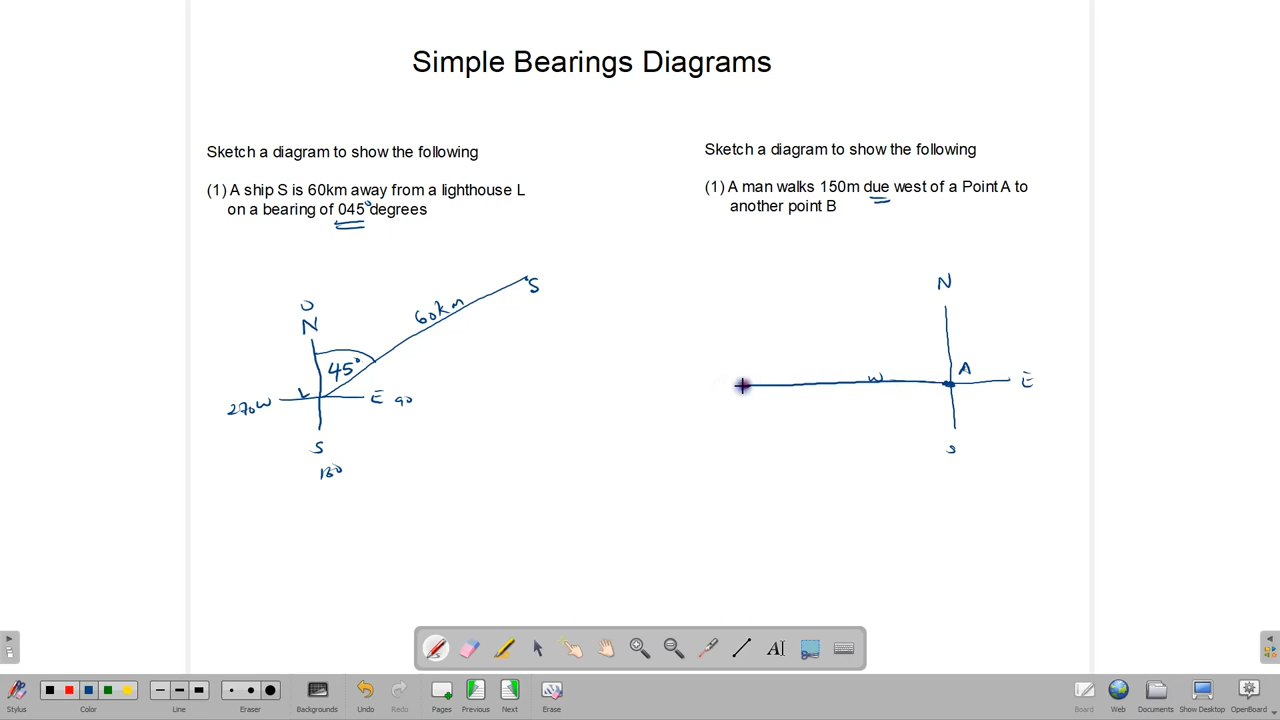 Simple Bearings Diagrams
Sketch a diagram to show the following
(1) A ship S is 60km away from a lighthouse L
on a bearing of 045° degrees
O
N
45°
60km
S
L
270W
E 90
S
180
Sketch a diagram to show the following
(1) A man walks 150m due west of a Point A to
another point B
N
W
A
E
S
Stylus
Color
Line
Eraser
Backgrounds
Undo
Redo
Pages
Previous
Next
Erase
Board
Web
Documents
Show Desktop
OpenBoard